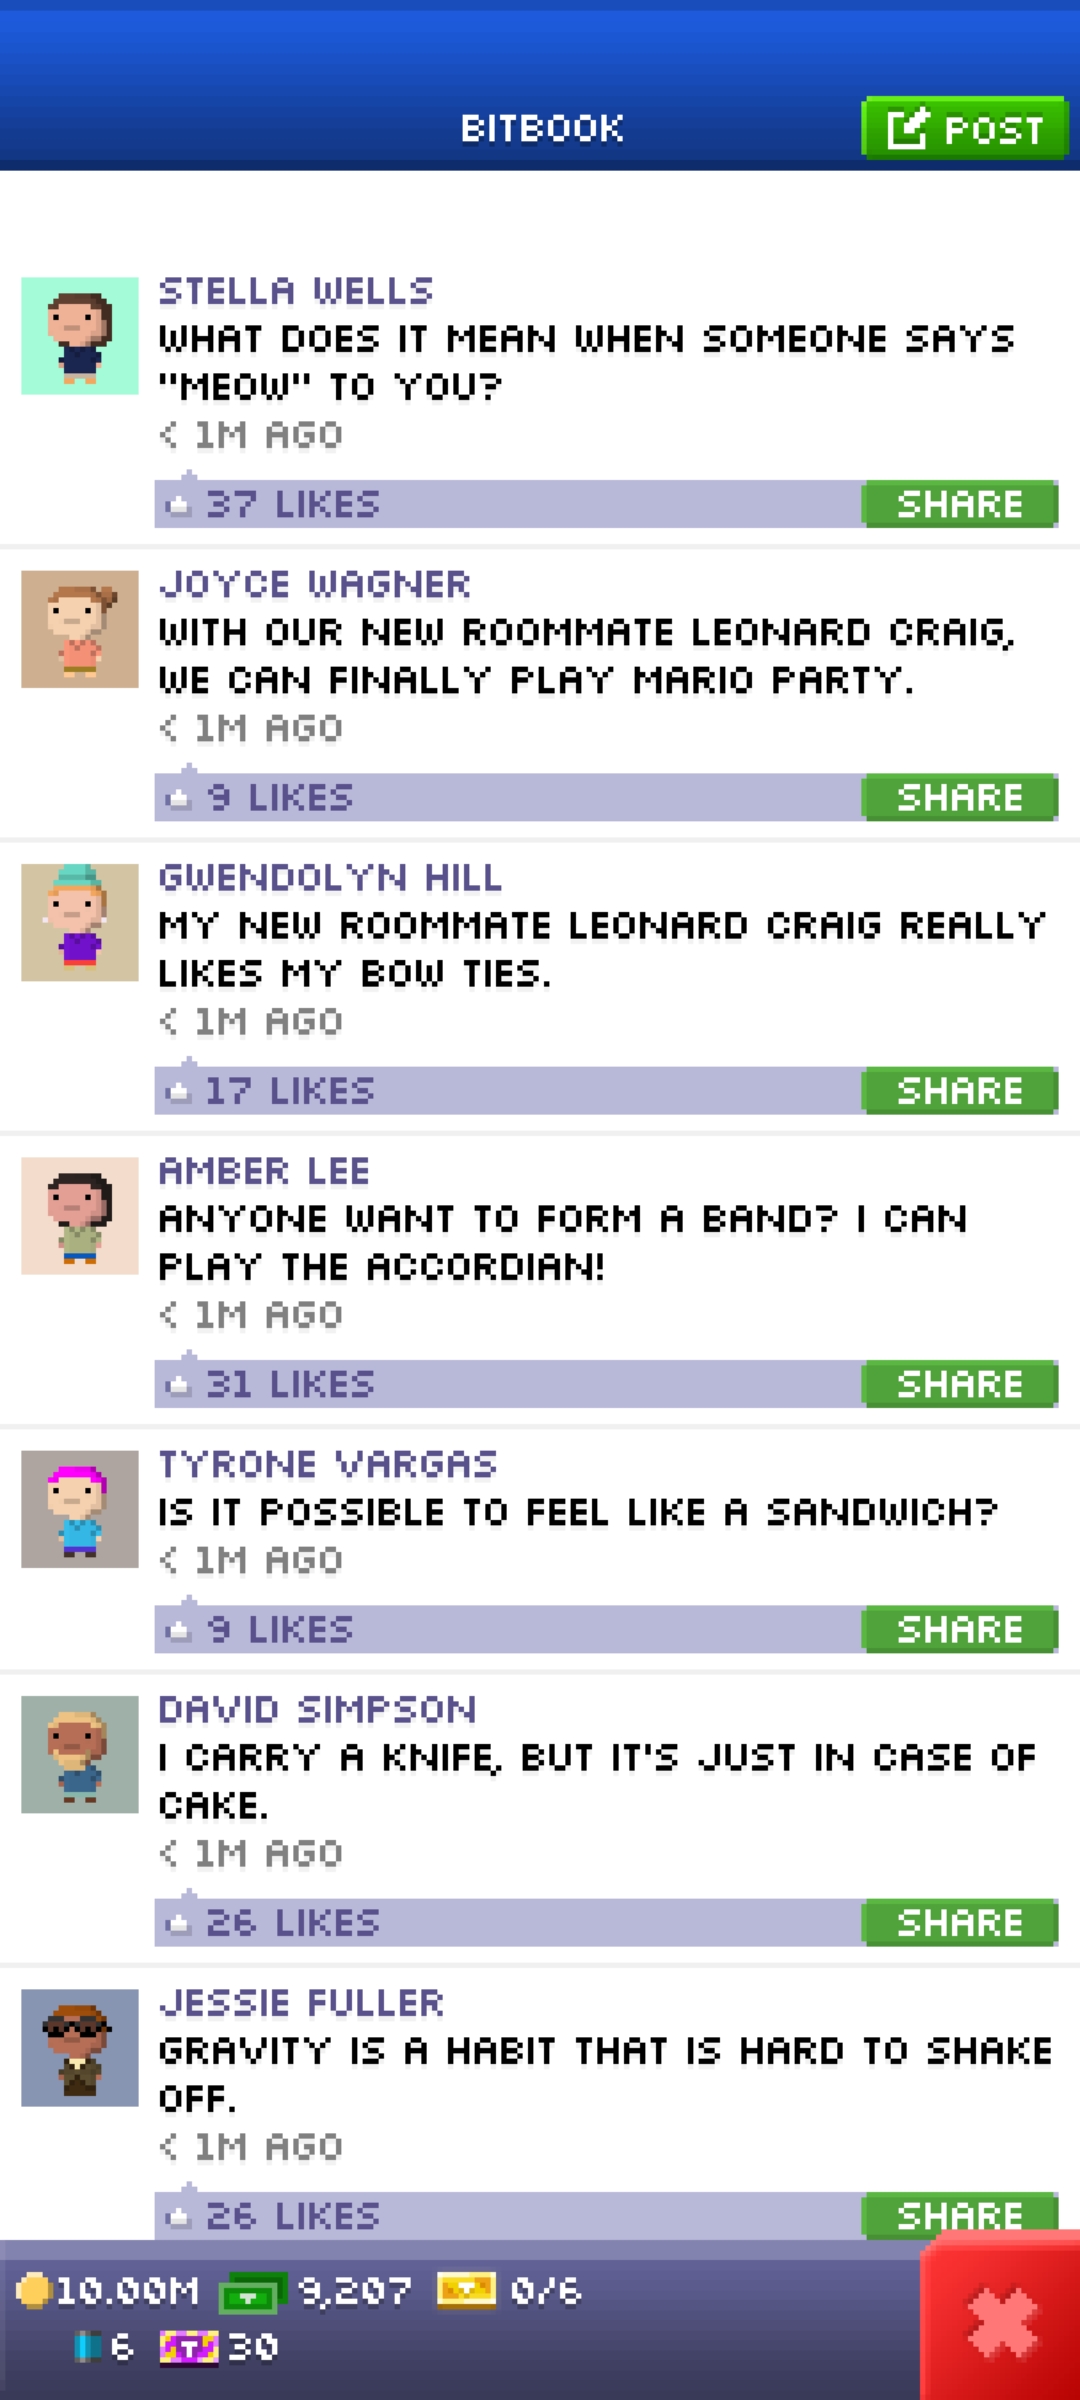 BITBOOK
POST
STELLA WELLS
WHAT DOES IT MEAN WHEN SOMEONE SAYS
"MEOW" TO YOU?
< 1M AGO
37 LIKES
SHARE
JOYCE WAGNER
WITH OUR NEW ROOMMATE LEONARD CRAIG,
WE CAN FINALLY PLAY MARIO PARTY.
< 1M AGO
9 LIKES
SHARE
GWENDOLYN HILL
MY NEW ROOMMATE LEONARD CRAIG REALLY
LIKES MY BOW TIES.
< 1M AGO
17 LIKES
SHARE
AMBER LEE
ANYONE WANT TO FORM A BAND? I CAN
PLAY THE ACCORDIAN!
< 1M AGO
31 LIKES
SHARE
TYRONE VARGAS
IS IT POSSIBLE TO FEEL LIKE A SANDWICH?
< 1M AGO
9 LIKES
SHARE
DAVID SIMPSON
I CARRY A KNIFE, BUT IT'S JUST IN CASE OF
CAKE.
< 1M AGO
26 LIKES
SHARE
JESSIE FULLER
GRAVITY IS A HABIT THAT IS HARD TO SHAKE
OFF.
< 1M AGO
26 LIKES
SHARE
10.00M 9,207 0/6
6 T 30